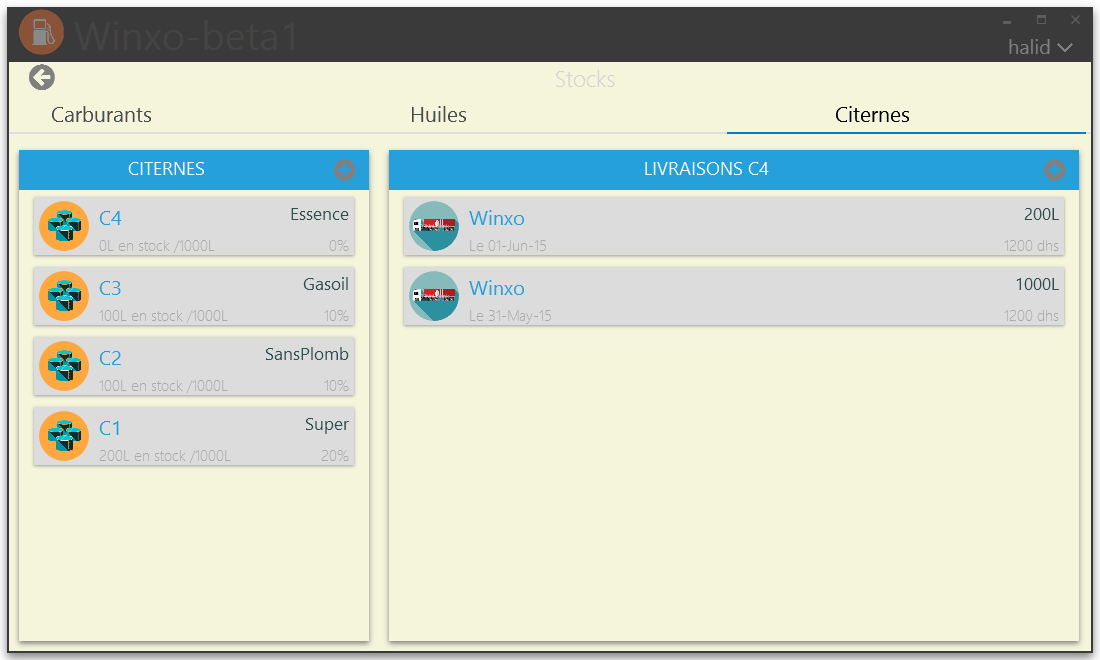 Winxo-beta1
halid
Stocks
Carburants
Huiles
Citernes
CITERNES
C4
Essence
0L en stock /1000L
0%
C3
Gasoil
100L en stock /1000L
10%
C2
SansPlomb
100L en stock /1000L
10%
C1
Super
200L en stock /1000L
20%
LIVRAISONS C4
Winxo
200L
Le 01-Jun-15
1200 dhs
Winxo
1000L
Le 31-May-15
1200 dhs